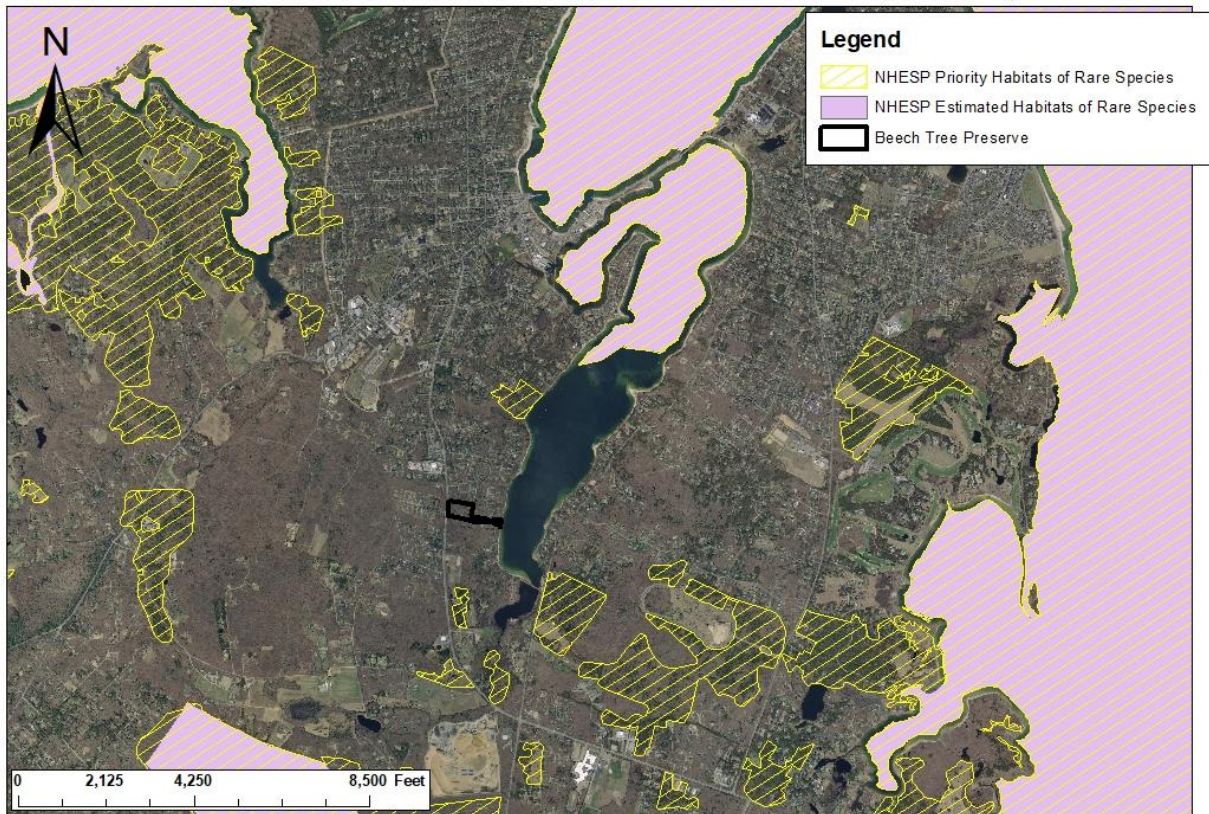 N
Legend
NHESP Priority Habitats of Rare Species
NHESP Estimated Habitats of Rare Species
Beech Tree Preserve
0 2,125 4,250 8,500 Feet